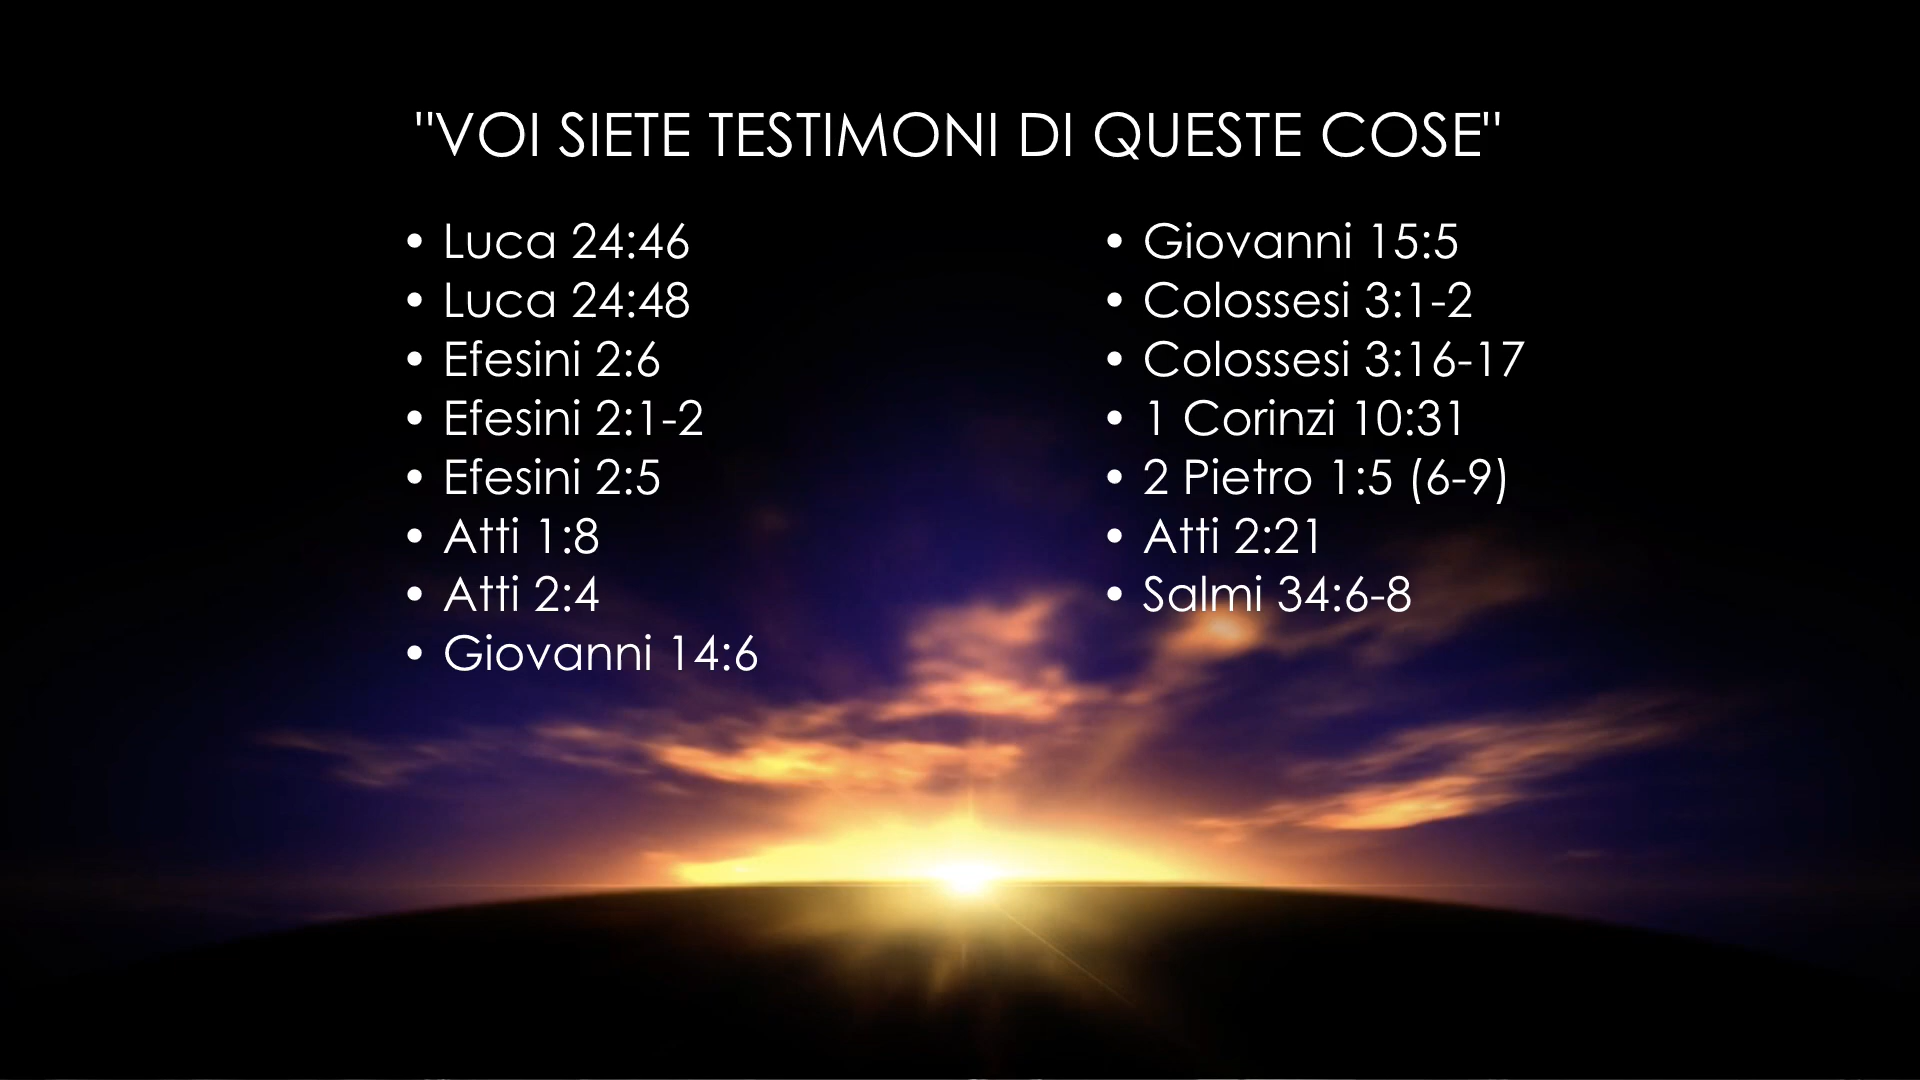 "VOI SIETE TESTIMONI DI QUESTE COSE"
• Luca 24:46
• Luca 24:48
• Efesini 2:6
• Efesini 2:1-2
• Efesini 2:5
• Atti 1:8
• Atti 2:4
• Giovanni 14:6
• Giovanni 15:5
• Colossesi 3:1-2
• Colossesi 3:16-17
• 1 Corinzi 10:31
• 2 Pietro 1:5 (6-9)
• Atti 2:21
• Salmi 34:6-8